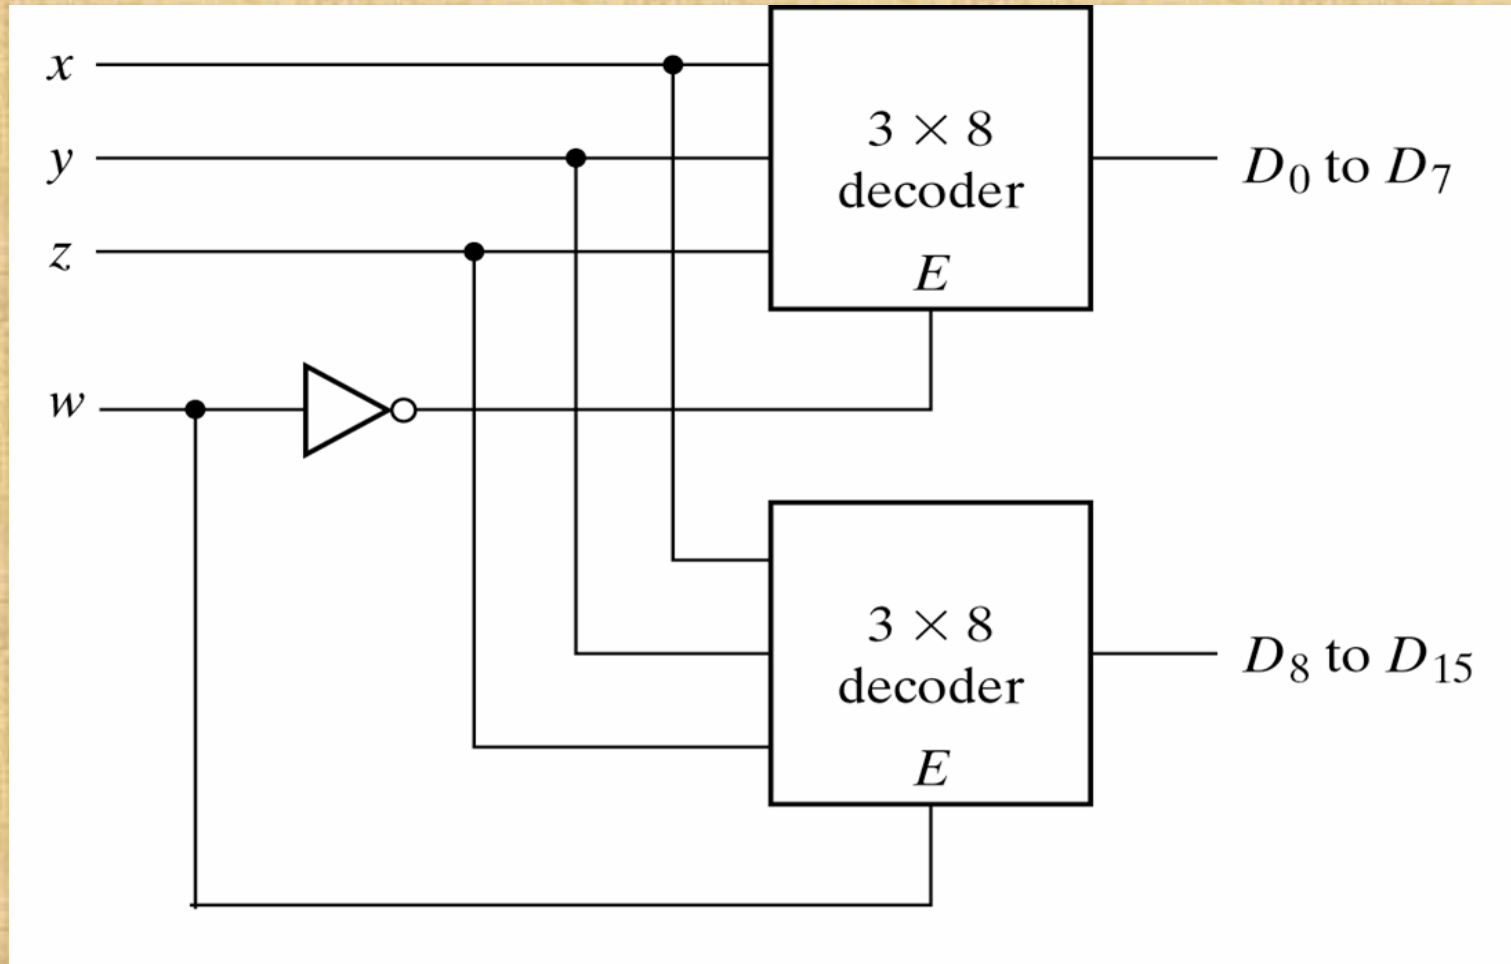 x
y
z
w
3 × 8
decoder
E
D₀ to D₇
3 × 8
decoder
E
D₈ to D₁₅